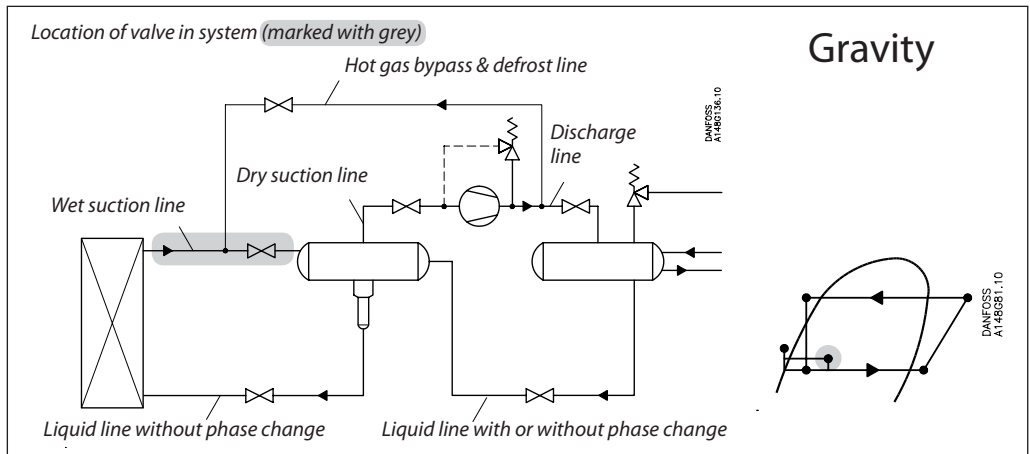 Location of valve in system (marked with grey)
Gravity
Hot gas bypass & defrost line
DANFOSS
A148G136.10
Discharge
line
Dry suction line
Wet suction line
DANFOSS
A148G81.10
Liquid line without phase change
Liquid line with or without phase change